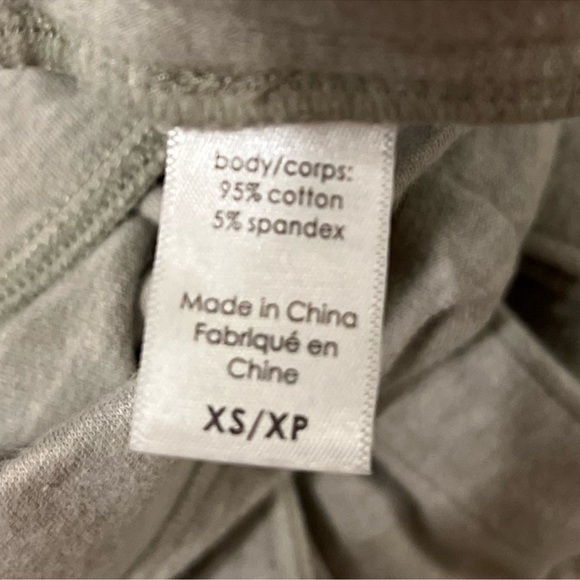 body/corps:
95% cotton
5% spandex
Made in China
Fabriqué en
Chine
XS/XP